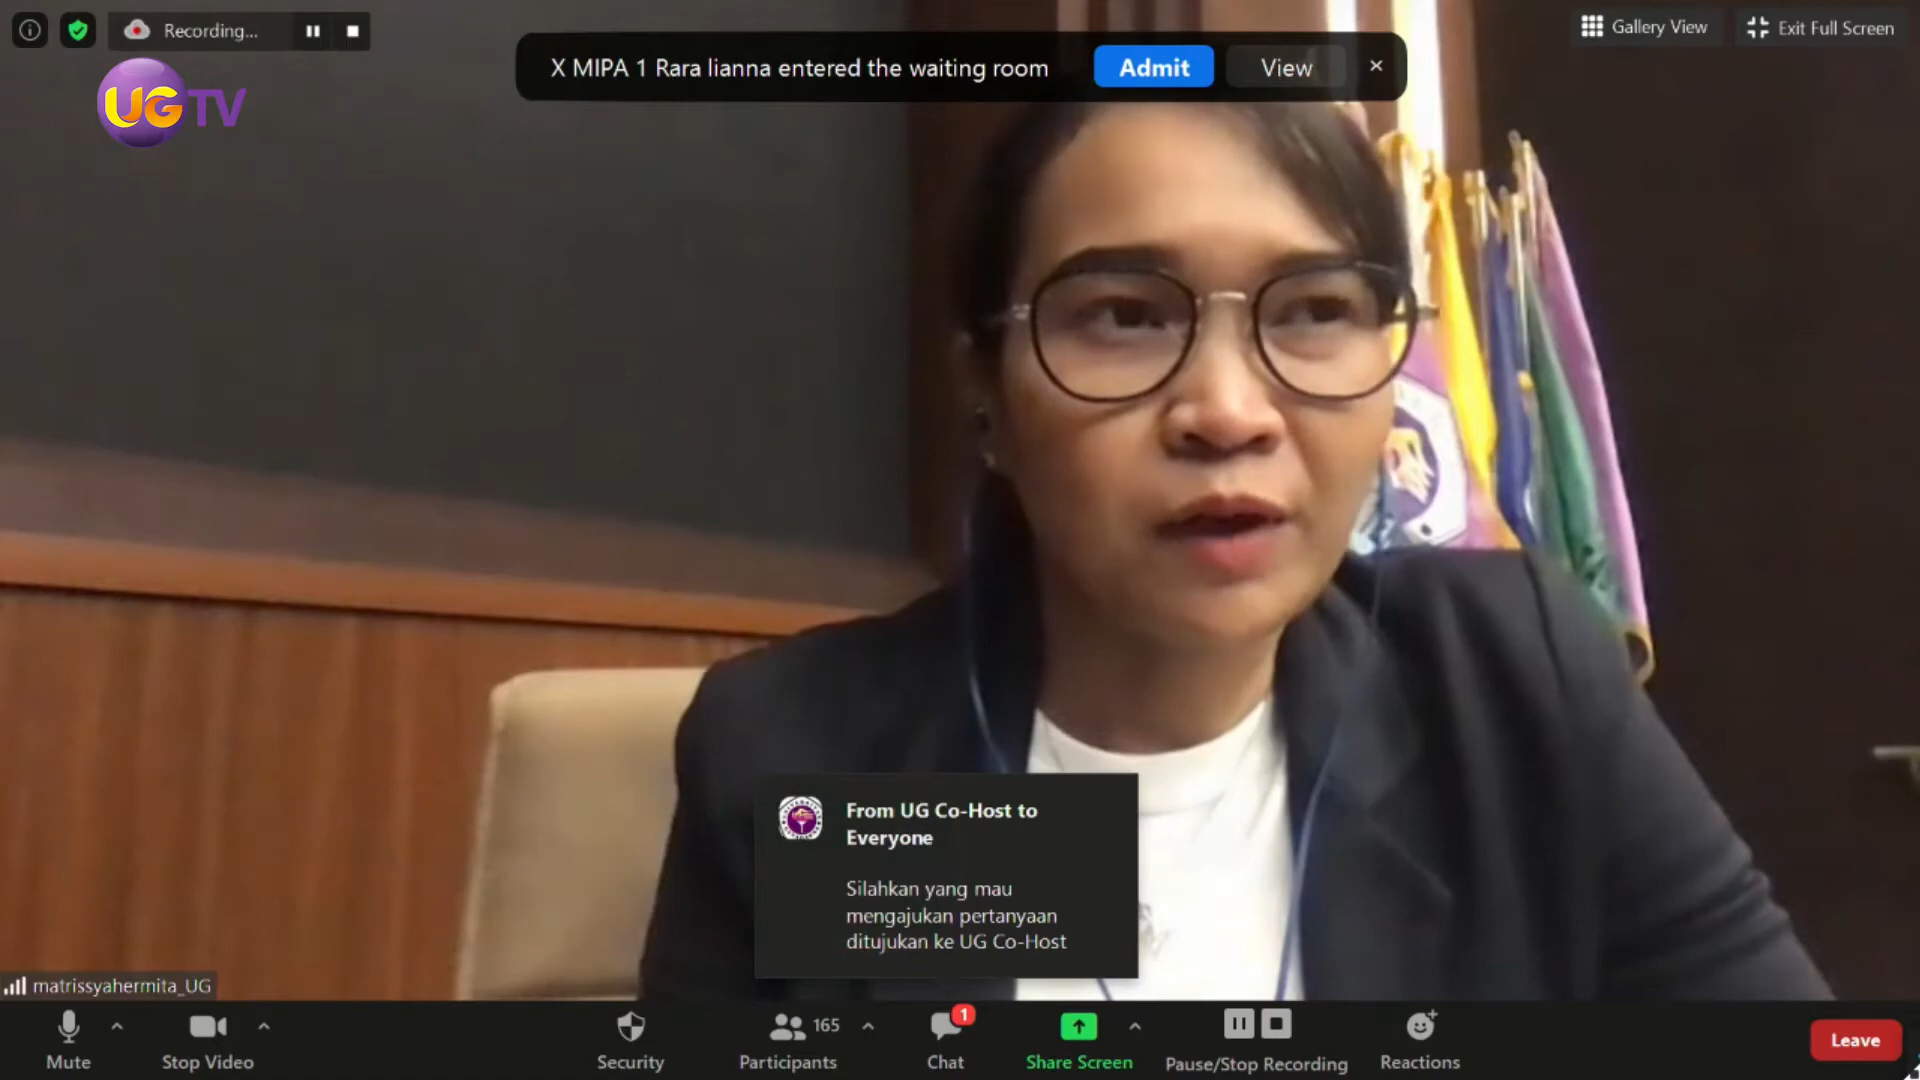 Recording...
Gallery View
Exit Full Screen
X MIPA 1 Rara lianna entered the waiting room
Admit
View
UGTV
From UG Co-Host to
Everyone
Silahkan yang mau
mengajukan pertanyaan
ditujukan ke UG Co-Host
matrissyahermita_UG
Mute
Stop Video
Security
165
Participants
1
Chat
Share Screen
Pause/Stop Recording
Reactions
Leave